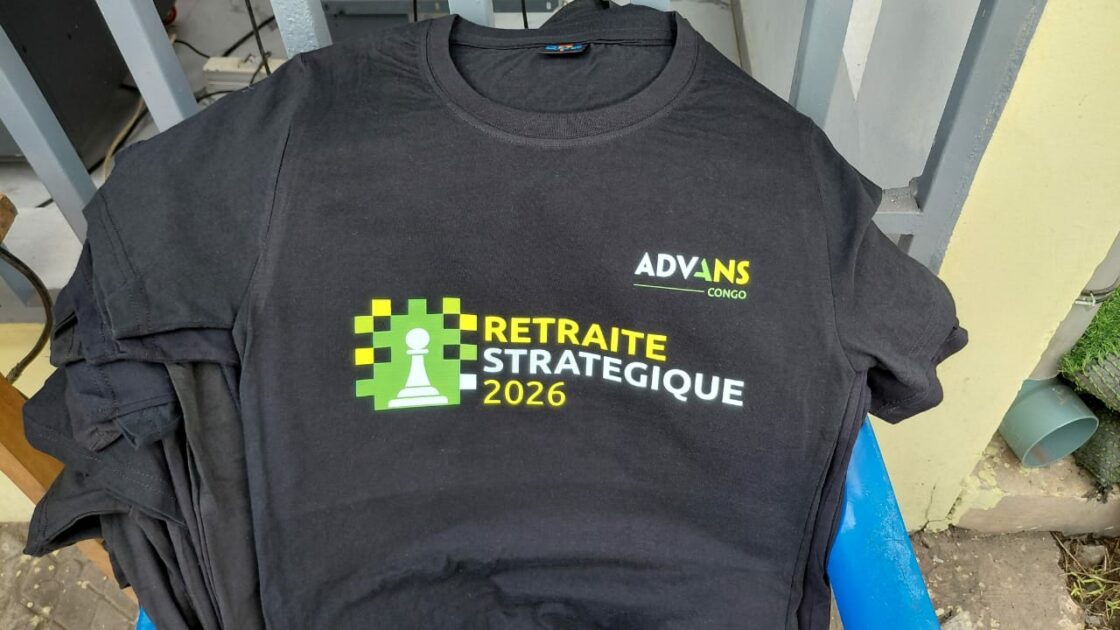 ADVANS
CONGO
RETRAITE
STRATEGIQUE
2026